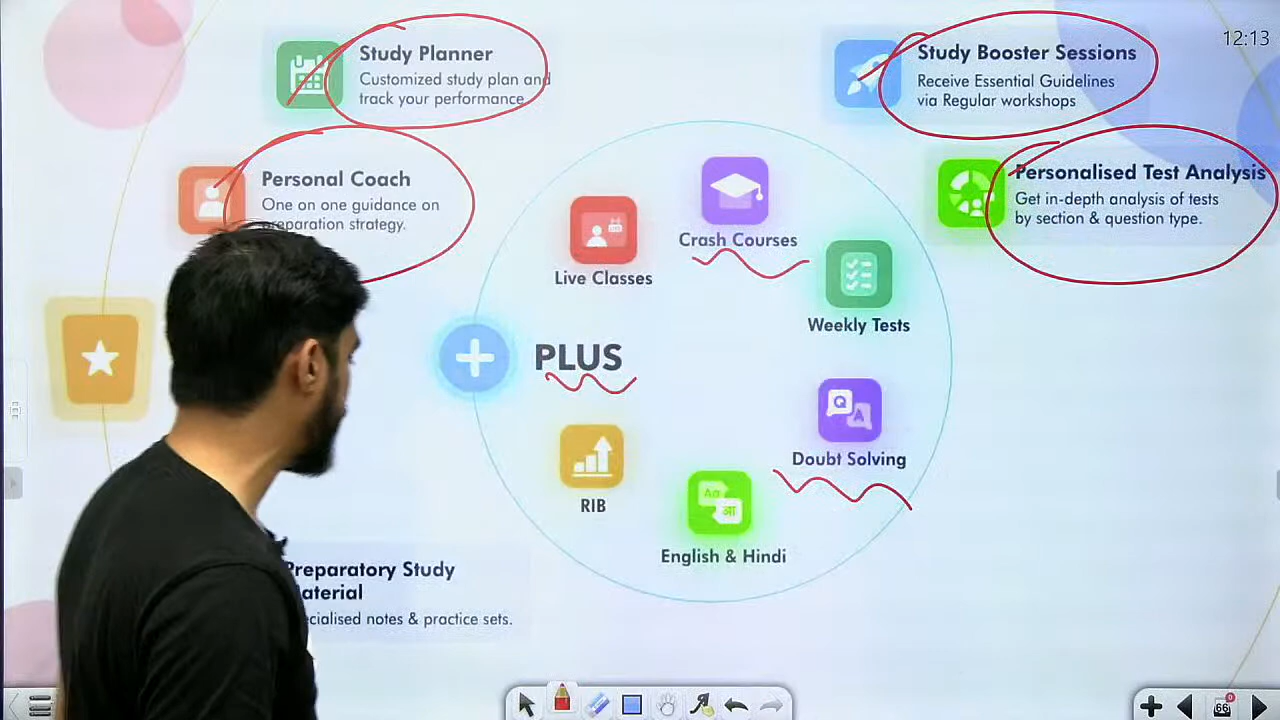 12:13
Study Planner
Customized study plan and
track your performance
Study Booster Sessions
Receive Essential Guidelines
via Regular workshops
Personal Coach
One on one guidance on
preparation strategy.
Personalised Test Analysis
Get in-depth analysis of tests
by section & question type.
Crash Courses
Live Classes
Weekly Tests
PLUS
Q
A
Doubt Solving
RIB
Aa
आ
English & Hindi
Preparatory Study
Material
& practice sets.
notes
66
0